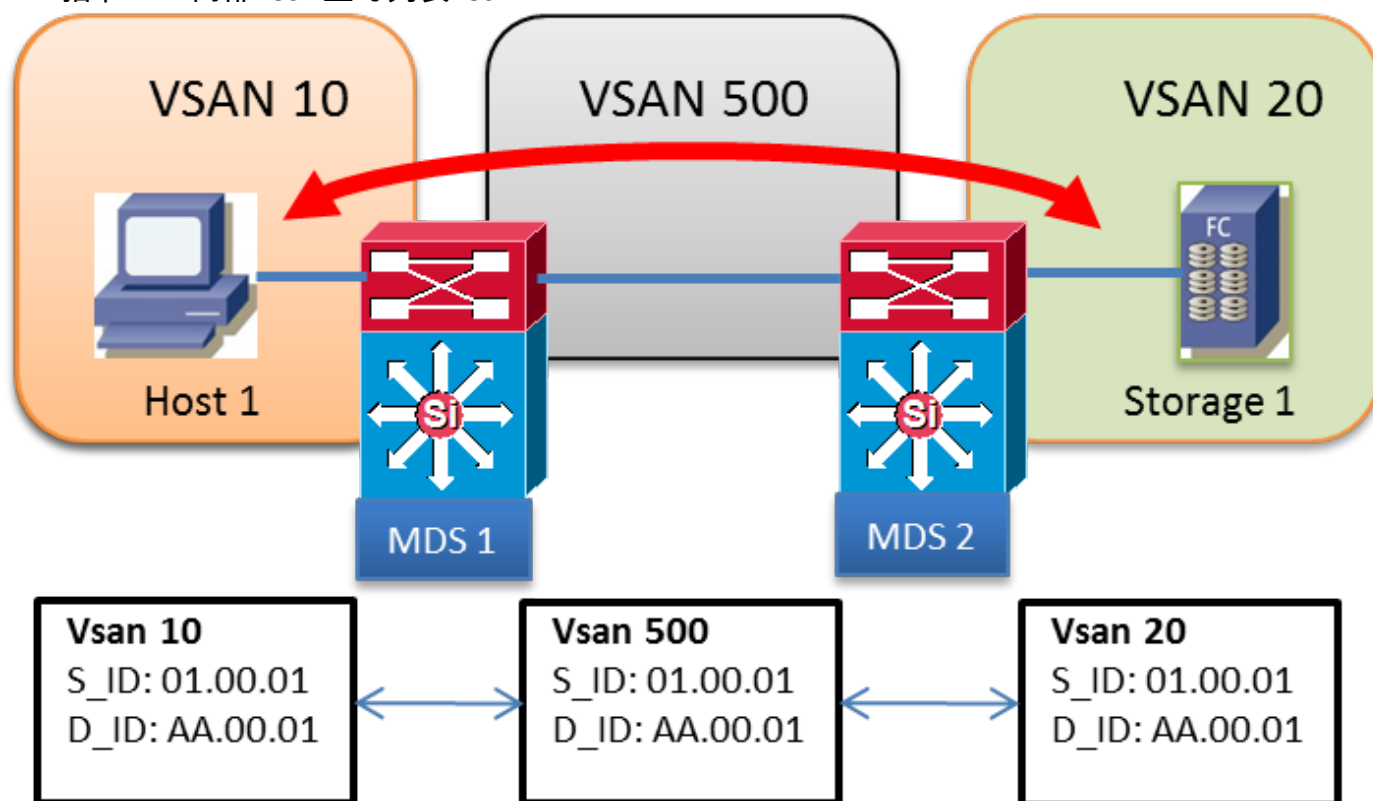 VSAN 10
VSAN 500
VSAN 20
FC
Host 1
Storage 1
Si
Si
MDS 1
MDS 2
Vsan 10
S_ID: 01.00.01
D_ID: AA.00.01
Vsan 500
S_ID: 01.00.01
D_ID: AA.00.01
Vsan 20
S_ID: 01.00.01
D_ID: AA.00.01